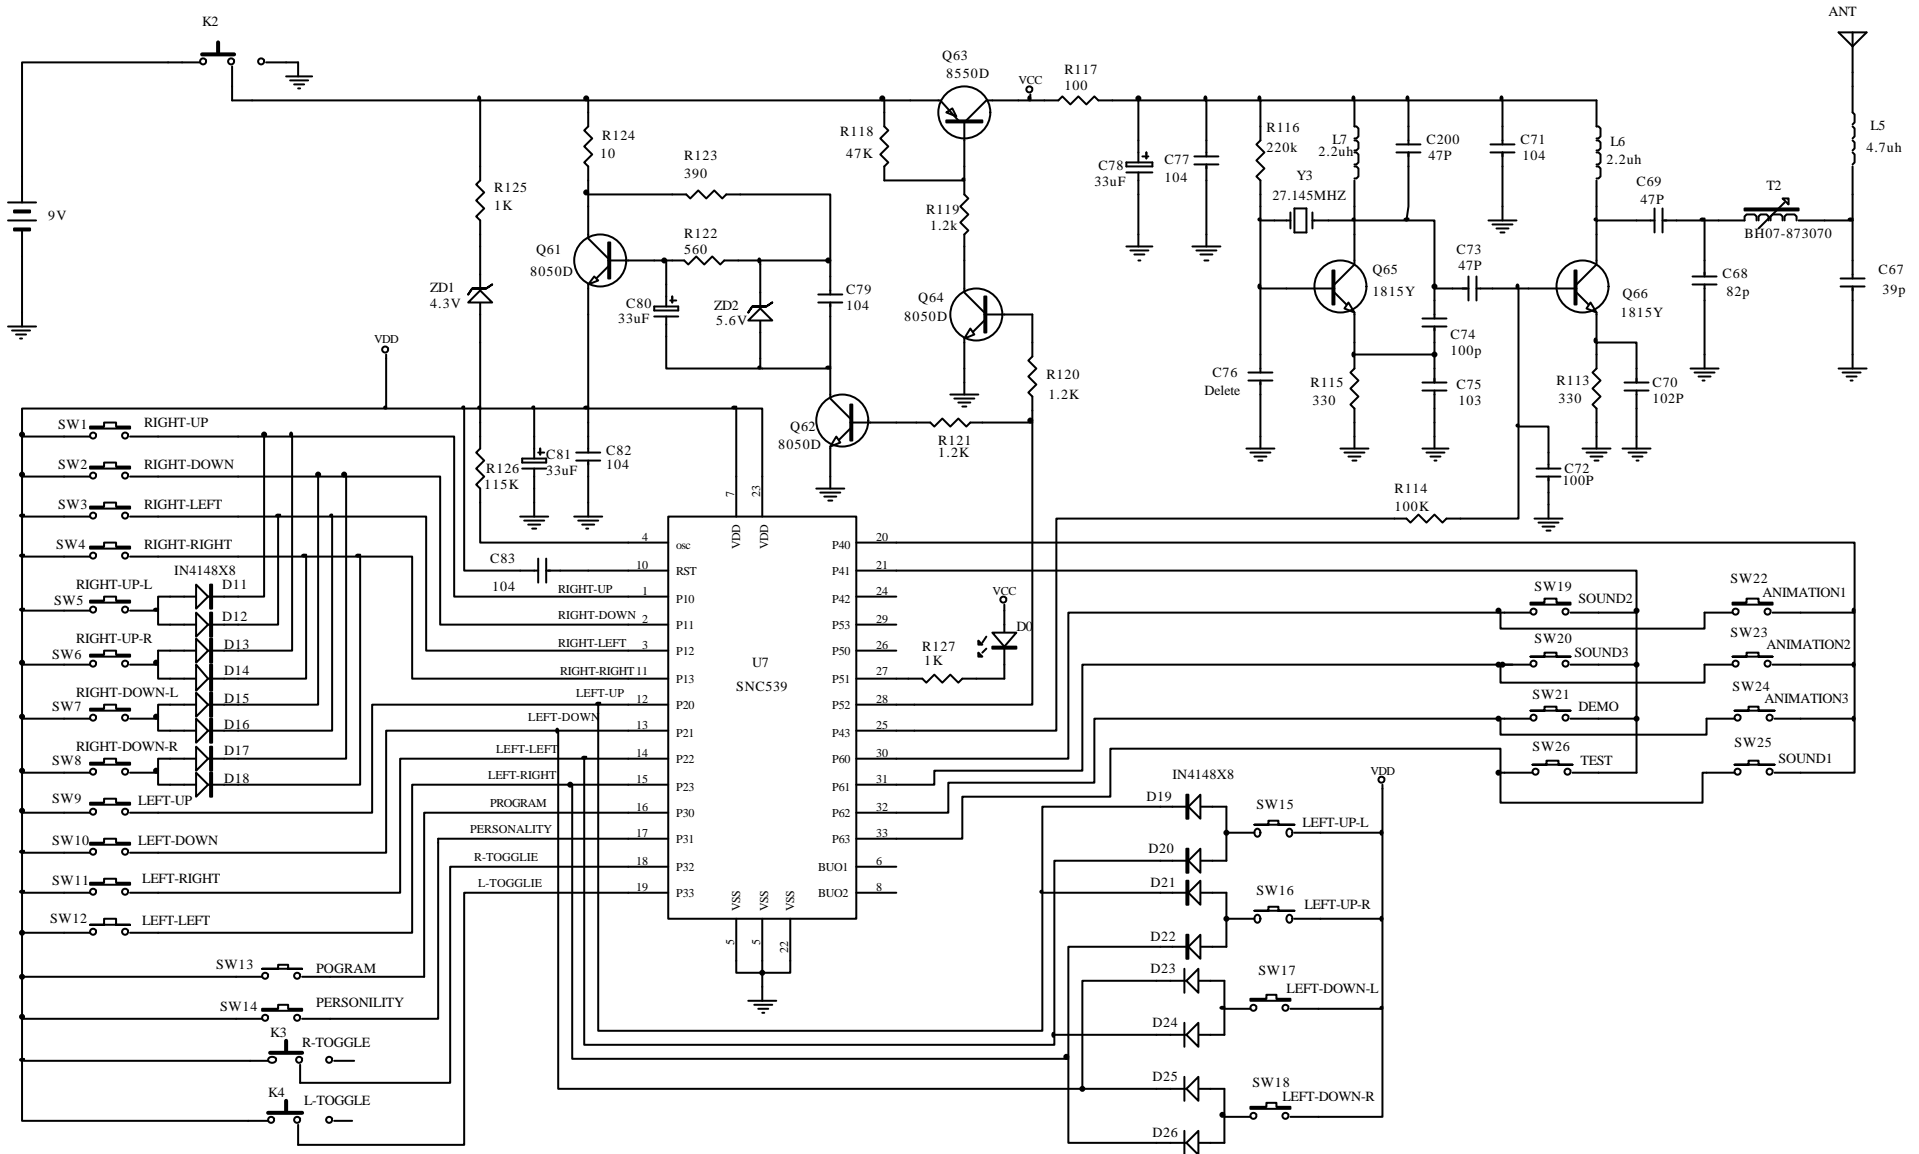 K2
ANT
Q63
8550D
VCC
R117
100
R124
10
R123
390
R118
47K
R116
220k
L7
2.2uh
C200
47P
C71
104
L6
2.2uh
L5
4.7uh
R125
1K
C78
33uF
C77
104
Y3
27.145MHZ
C69
47P
T2
BH07-873070
9V
R119
1.2k
R122
560
Q61
8050D
ZD1
4.3V
C80
33uF
ZD2
5.6V
C79
104
Q64
8050D
C73
47P
Q65
1815Y
Q66
1815Y
C68
82p
C67
39p
VDD
C74
100p
R120
1.2K
C76
Delete
R115
330
C75
103
R113
330
C70
102P
SW1
RIGHT-UP
Q62
8050D
R121
1.2K
SW2
RIGHT-DOWN
R126
115K
C81
33uF
C82
104
C72
100P
R114
100K
SW3
RIGHT-LEFT
7
23
VDD
VDD
SW4
RIGHT-RIGHT
4
osc
P40
20
C83
104
10
RST
P41
21
IN4148X8
RIGHT-UP-L
D11
SW5
D12
RIGHT-UP
1
P10
P42
24
VCC
SW19
SOUND2
SW22
ANIMATION1
RIGHT-DOWN
2
P11
P53
29
D0
RIGHT-UP-R
D13
SW6
D14
RIGHT-LEFT
3
P12
P50
26
R127
1K
SW20
SOUND3
SW23
ANIMATION2
U7
SNC539
RIGHT-RIGHT
11
P13
P51
27
RIGHT-DOWN-L
D15
SW7
D16
LEFT-UP
12
P20
P52
28
SW21
DEMO
SW24
ANIMATION3
LEFT-DOWN
13
P21
P43
25
RIGHT-DOWN-R
D17
SW8
D18
LEFT-LEFT
14
P22
P60
30
SW26
TEST
SW25
SOUND1
LEFT-RIGHT
15
P23
P61
31
IN4148X8
VDD
SW9
LEFT-UP
PROGRAM
16
P30
P62
32
D19
SW15
LEFT-UP-L
PERSONALITY
17
P31
P63
33
SW10
LEFT-DOWN
R-TOGGLIE
18
P32
BUO1
6
D20
SW11
LEFT-RIGHT
L-TOGGLIE
19
P33
BUO2
8
D21
SW16
LEFT-UP-R
SW12
LEFT-LEFT
VSS
VSS
VSS
5
5
22
D22
SW13
POGRAM
D23
SW17
LEFT-DOWN-L
SW14
PERSONILITY
D24
K3
R-TOGGLE
K4
L-TOGGLE
D25
SW18
LEFT-DOWN-R
D26